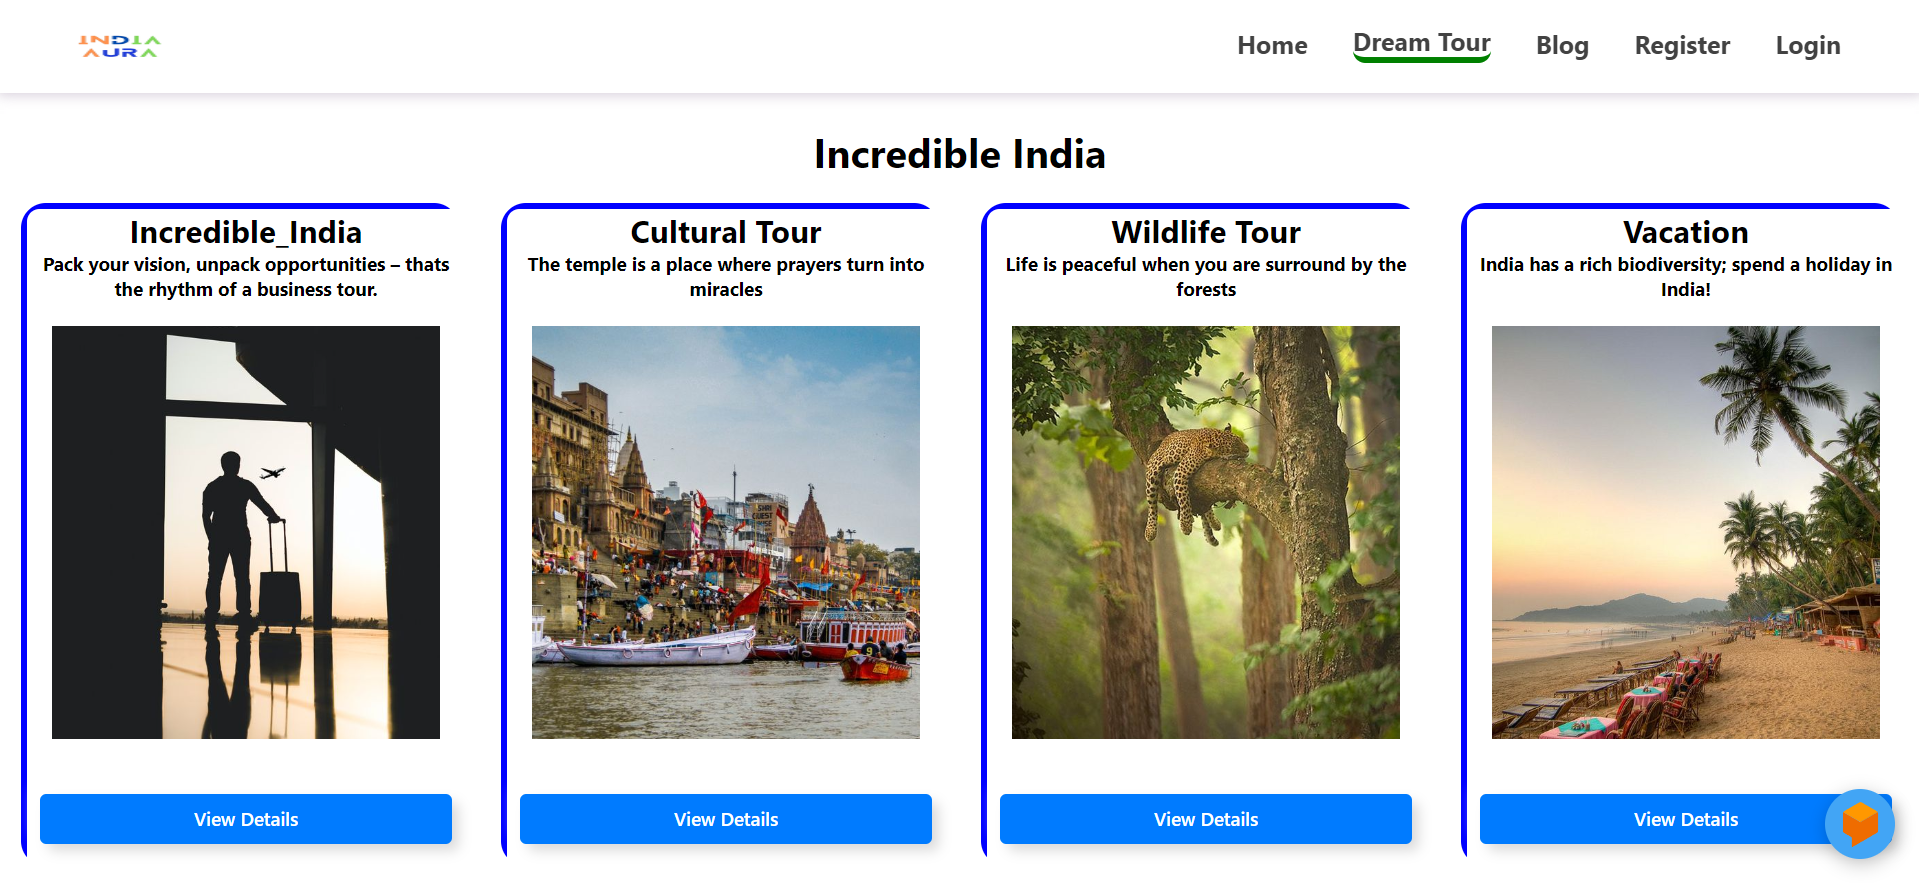 INDIA
AURA
Home
Dream Tour
Blog
Register
Login
Incredible India
Incredible_India
Pack your vision, unpack opportunities – thats
the rhythm of a business tour.
View Details
Cultural Tour
The temple is a place where prayers turn into
miracles
9
View Details
Wildlife Tour
Life is peaceful when you are surround by the
forests
View Details
Vacation
India has a rich biodiversity; spend a holiday in
India!
View Details